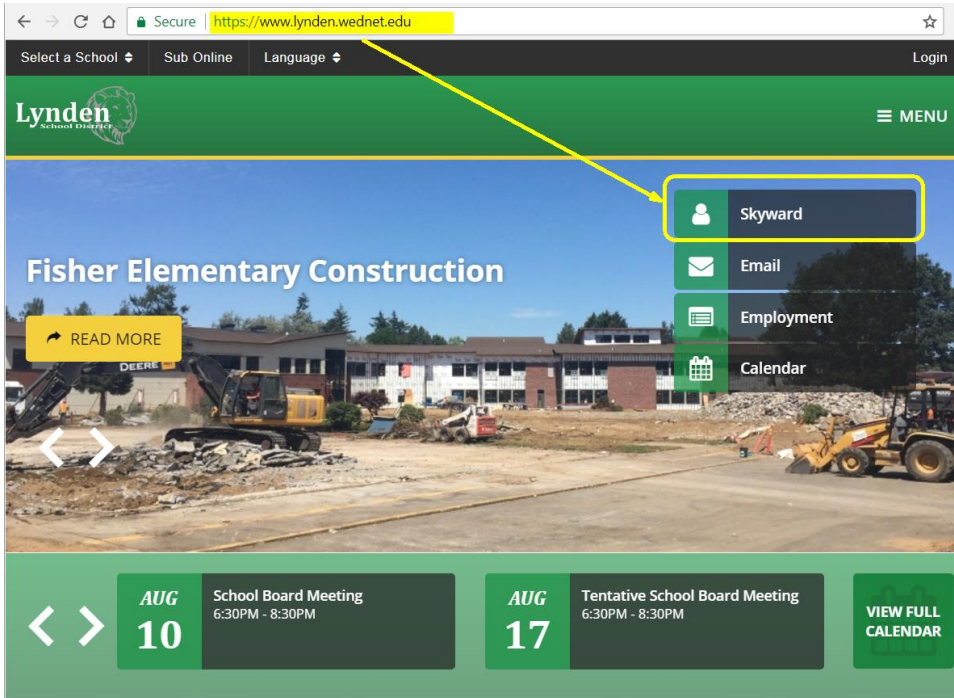 Secure https://www.lynden.wednet.edu
Select a School Sub Online Language Login
Lynden
School District
MENU
Skyward
Fisher Elementary Construction
Email
Employment
READ MORE
Calendar
DEERE
AUG
10
School Board Meeting
6:30PM - 8:30PM
AUG
17
Tentative School Board Meeting
6:30PM - 8:30PM
VIEW FULL
CALENDAR